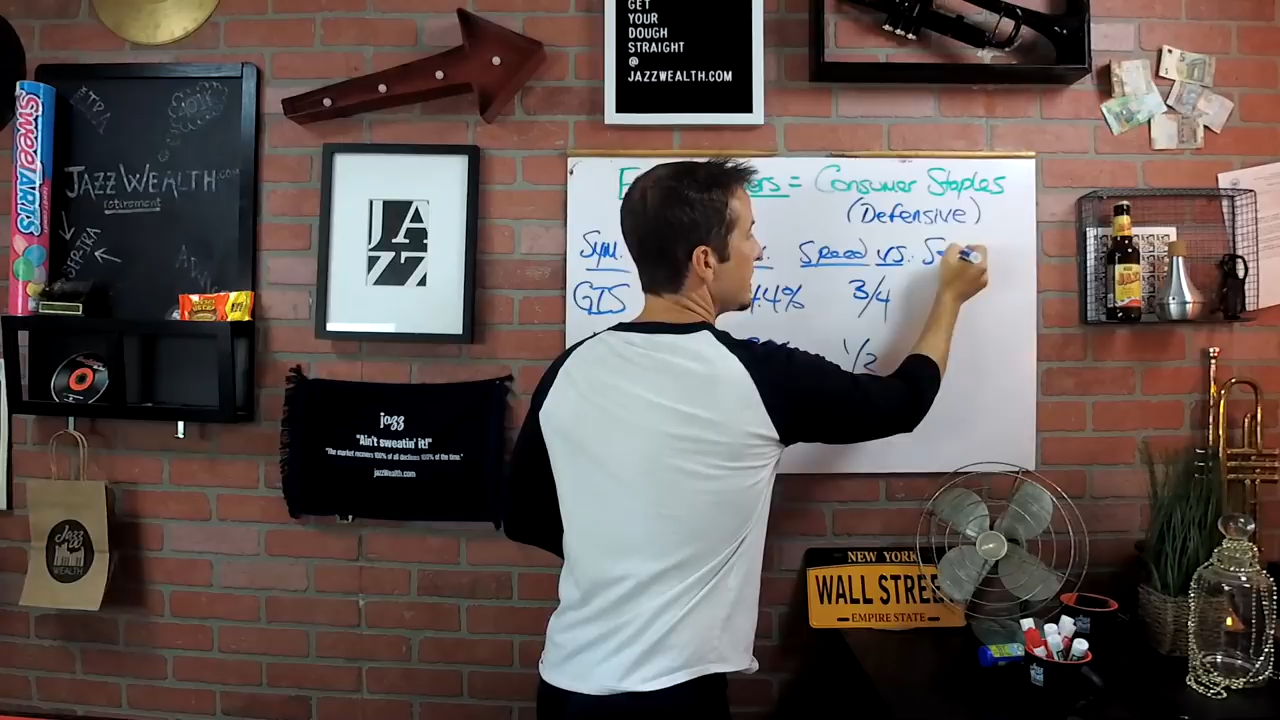 GET
YOUR
DOUGH
STRAIGHT
@
JAZZWEALTH.COM
SWEETARTS
JAZZWEALTH.COM
retirement
JA
ZZ
= Consumer Staples
(Defensive)
Sym. Speed vs.
GIS .4% 3/4
1/2
jazz
"Ain't sweatin' it!"
"The market recovers 100% of all declines 100% of the time."
jazzWealth.com
Jazz
WEALTH
NEW YORK
WALL STREE
EMPIRE STATE